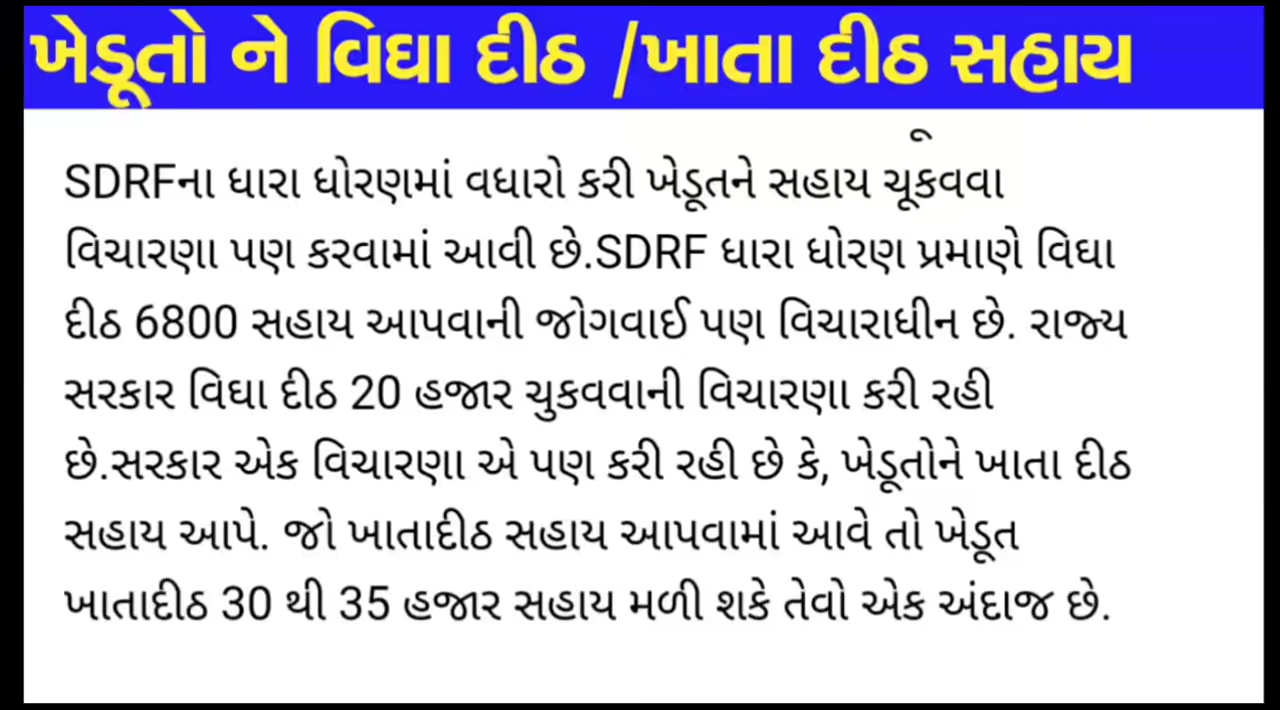 ખેડૂતો ને વિઘા દીઠ /ખાતા દીઠ સહાય
SDRFના ધારા ધોરણમાં વધારો કરી ખેડૂતને સહાય ચૂકવવા
વિચારણા પણ કરવામાં આવી છે.SDRF ધારા ધોરણ પ્રમાણે વિઘા
દીઠ 6800 સહાય આપવાની જોગવાઈ પણ વિચારાધીન છે. રાજ્ય
સરકાર વિઘા દીઠ 20 હજાર ચુકવવાની વિચારણા કરી રહી
છે.સરકાર એક વિચારણા એ પણ કરી રહી છે કે, ખેડૂતોને ખાતા દીઠ
સહાય આપે. જો ખાતાદીઠ સહાય આપવામાં આવે તો ખેડૂત
ખાતાદીઠ 30 થી 35 હજાર સહાય મળી શકે તેવો એક અંદાજ છે.